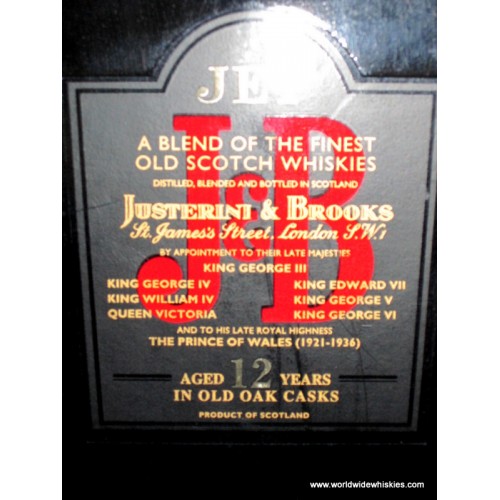 JET
J&B
A BLEND OF THE FINEST
OLD SCOTCH WHISKIES
DISTILLED, BLENDED AND BOTTLED IN SCOTLAND
JUSTERINI & BROOKS
St. James's Street, London S.W.1
BY APPOINTMENT TO THEIR LATE MAJESTIES
KING GEORGE III
KING GEORGE IV KING EDWARD VII
KING WILLIAM IV KING GEORGE V
QUEEN VICTORIA KING GEORGE VI
AND TO HIS LATE ROYAL HIGHNESS
THE PRINCE OF WALES (1921-1936)
AGED 12 YEARS
IN OLD OAK CASKS
PRODUCT OF SCOTLAND
www.worldwidewhiskies.com